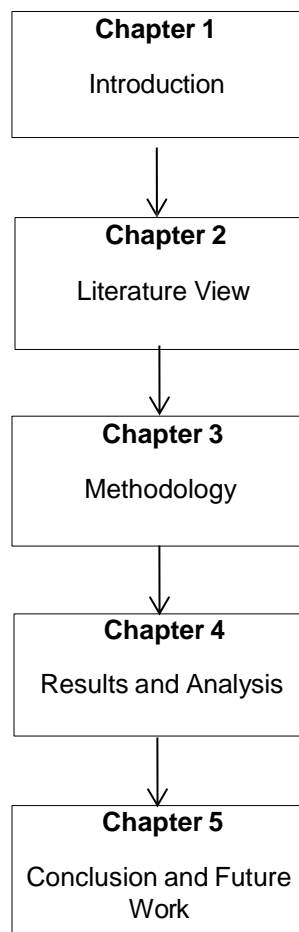 Chapter 1
Introduction
Chapter 2
Literature View
Chapter 3
Methodology
Chapter 4
Results and Analysis
Chapter 5
Conclusion and Future
Work